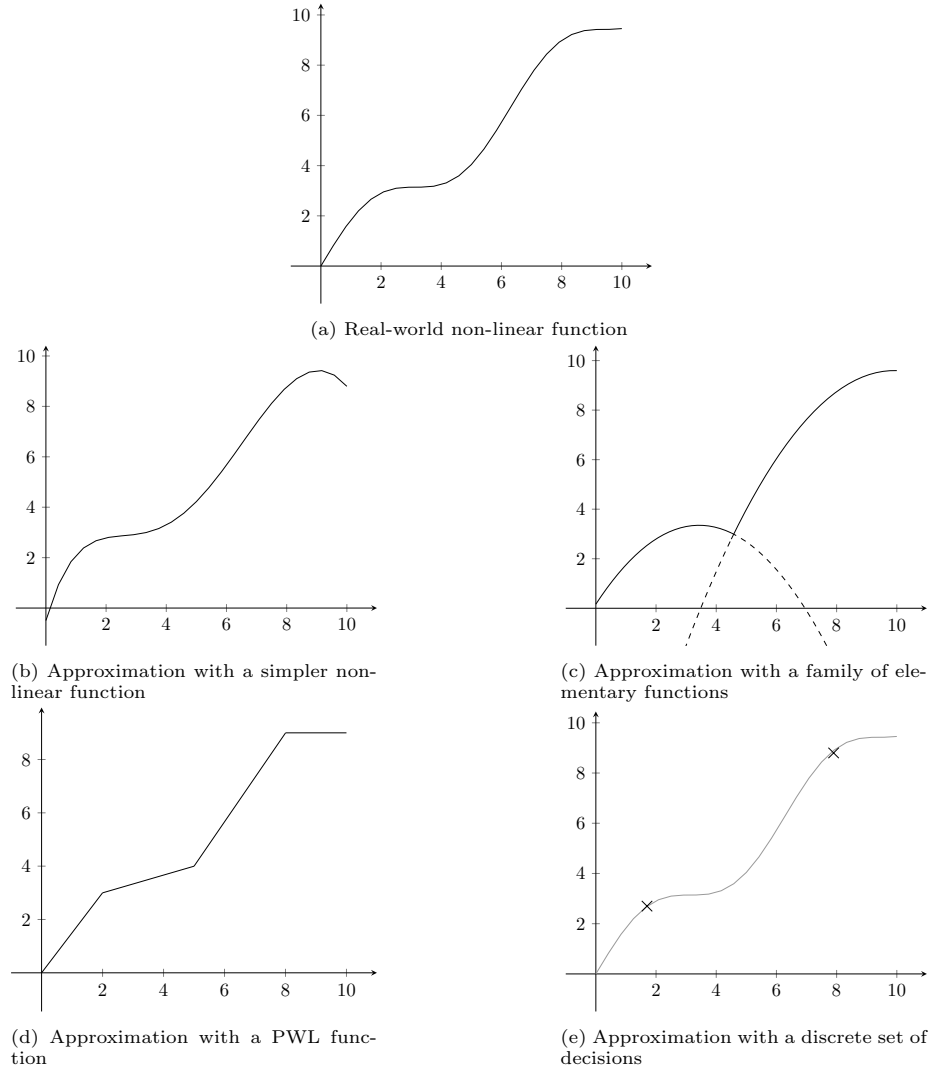 10
8
6
4
2
2 4 6 8 10
(a) Real-world non-linear function
10
8
6
4
2
2 4 6 8 10
(b) Approximation with a simpler non-
linear function
10
8
6
4
2
2 4 6 8 10
(c) Approximation with a family of ele-
mentary functions
8
6
4
2
2 4 6 8 10
(d) Approximation with a PWL func-
tion
10
8
6
4
2
2 4 6 8 10
(e) Approximation with a discrete set of
decisions